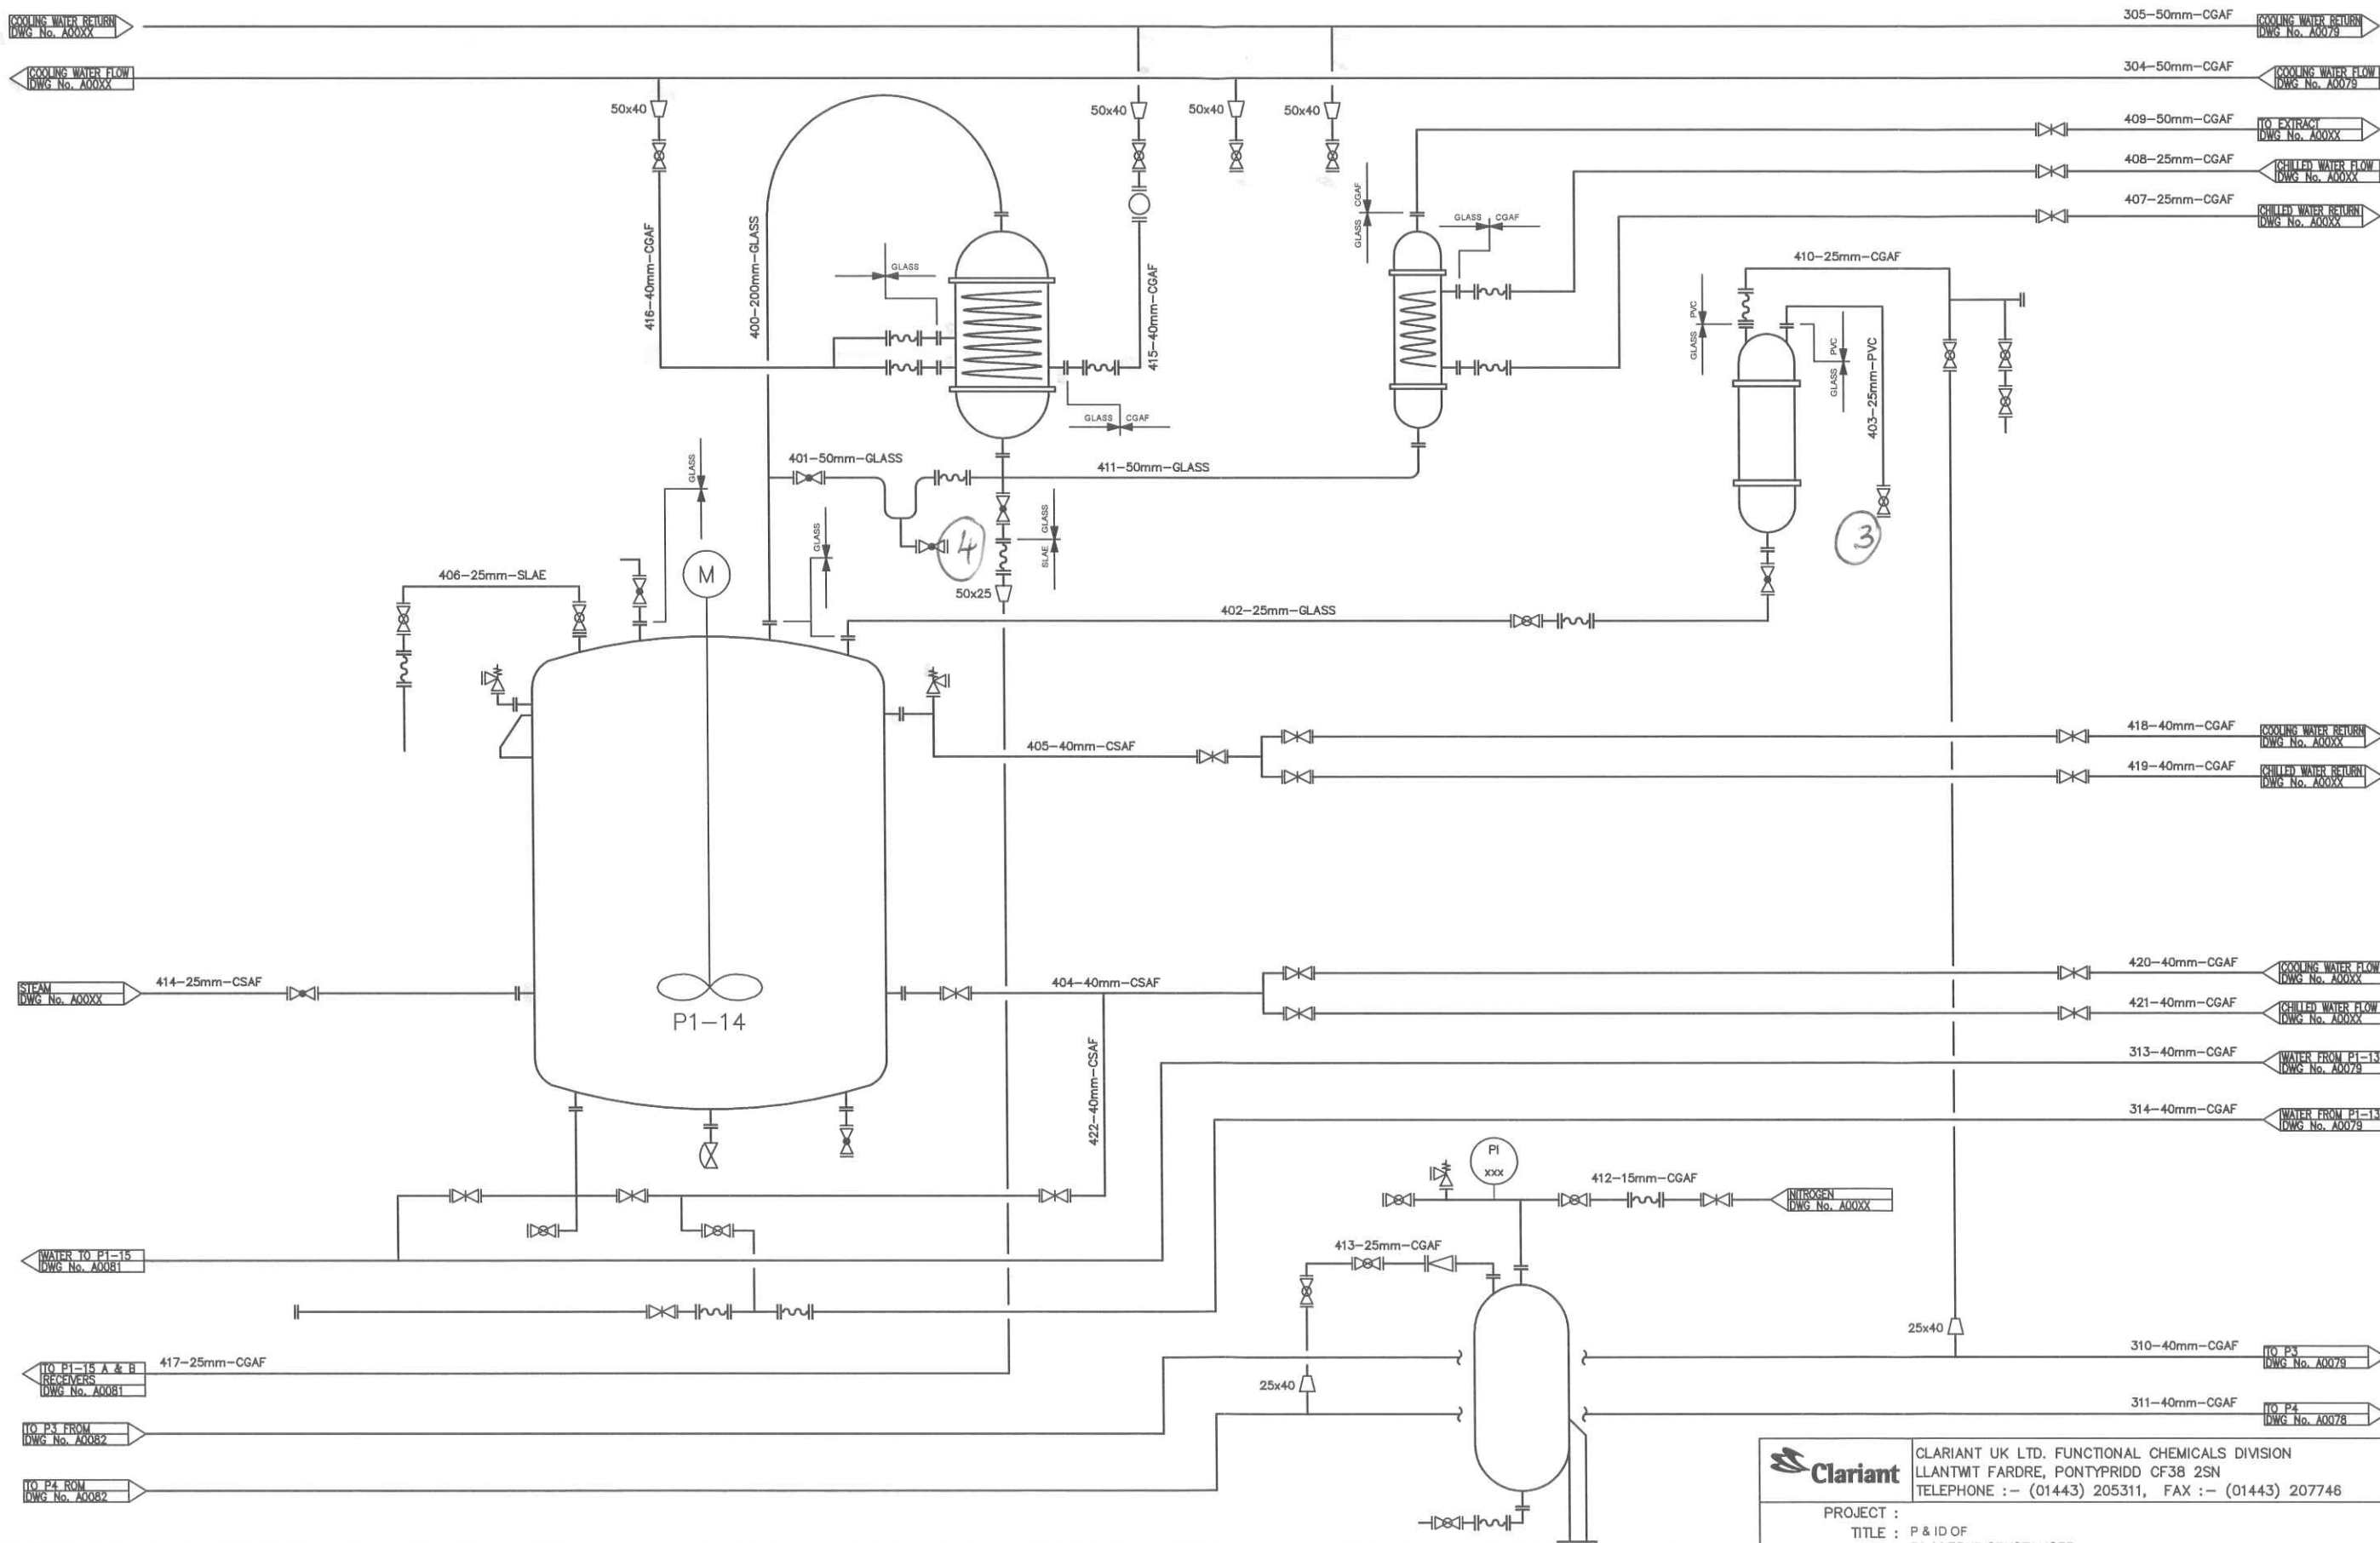 COOLING WATER RETURN
DWG No. A00XX
305-50mm-CGAF
COOLING WATER RETURN
DWG No. A0079
COOLING WATER FLOW
DWG No. A00XX
304-50mm-CGAF
COOLING WATER FLOW
DWG No. A0079
50x40
50x40
50x40
50x40
409-50mm-CGAF
TO EXTRACT
DWG No. A00XX
408-25mm-CGAF
CHILLED WATER FLOW
DWG No. A00XX
407-25mm-CGAF
CHILLED WATER RETURN
DWG No. A00XX
416-40mm-CGAF
400-200mm-GLASS
GLASS
415-40mm-CGAF
GLASS CGAF
GLASS CGAF
GLASS CGAF
410-25mm-CGAF
GLASS PVC
GLASS PVC
403-25mm-PVC
401-50mm-GLASS
411-50mm-GLASS
GLASS
GLASS
SLAE GLASS
4
3
M
406-25mm-SLAE
50x25
402-25mm-GLASS
405-40mm-CSAF
418-40mm-CGAF
COOLING WATER RETURN
DWG No. A00XX
419-40mm-CGAF
CHILLED WATER RETURN
DWG No. A00XX
STEAM
DWG No. A00XX
414-25mm-CSAF
P1-14
404-40mm-CSAF
420-40mm-CGAF
COOLING WATER FLOW
DWG No. A00XX
421-40mm-CGAF
CHILLED WATER FLOW
DWG No. A00XX
422-40mm-CSAF
313-40mm-CGAF
WATER FROM P1-13
DWG No. A0079
314-40mm-CGAF
WATER FROM P1-13
DWG No. A0079
PI
xxx
412-15mm-CGAF
NITROGEN
DWG No. A00XX
WATER TO P1-15
DWG No. A0081
413-25mm-CGAF
25x40
310-40mm-CGAF
TO P3
DWG No. A0079
TO P1-15 A & B
RECEIVERS
DWG No. A0081
417-25mm-CGAF
25x40
311-40mm-CGAF
TO P4
DWG No. A0078
TO P3 FROM
DWG No. A0082
TO P4 ROM
DWG No. A0082
Clariant
CLARIANT UK LTD. FUNCTIONAL CHEMICALS DIVISION
LLANTWIT FARDRE, PONTYPRIDD CF38 2SN
TELEPHONE :- (01443) 205311, FAX :- (01443) 207746
PROJECT :
TITLE : P & ID OF